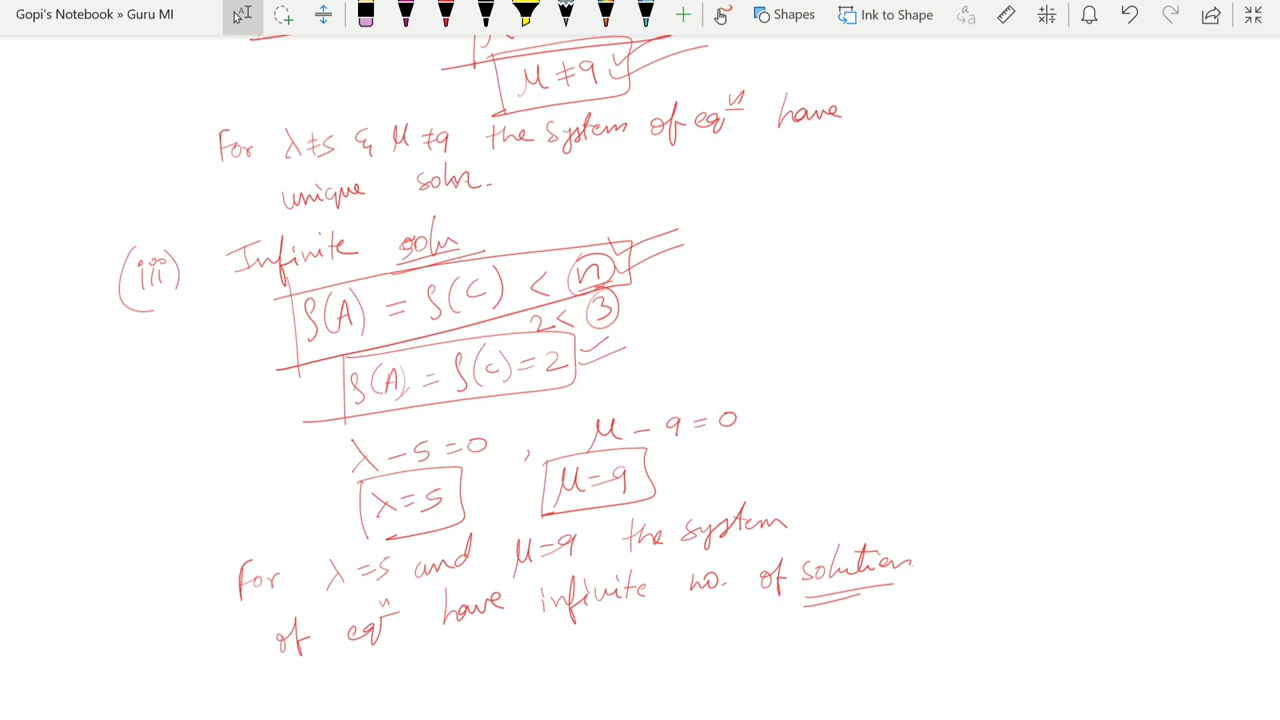 Gopi's Notebook » Guru MI
Shapes
Ink to Shape
μ ≠ 9
For λ≠5 & μ ≠9 the system of eqⁿ have
unique soln.
(iii) Infinite soln
ρ(A) = ρ(C) < n
2 < 3
ρ(A) = ρ(C) = 2
λ - 5 = 0 , μ - 9 = 0
λ = 5 μ = 9
For λ = 5 and μ = 9 the system
of eqⁿ have infinite no. of solution